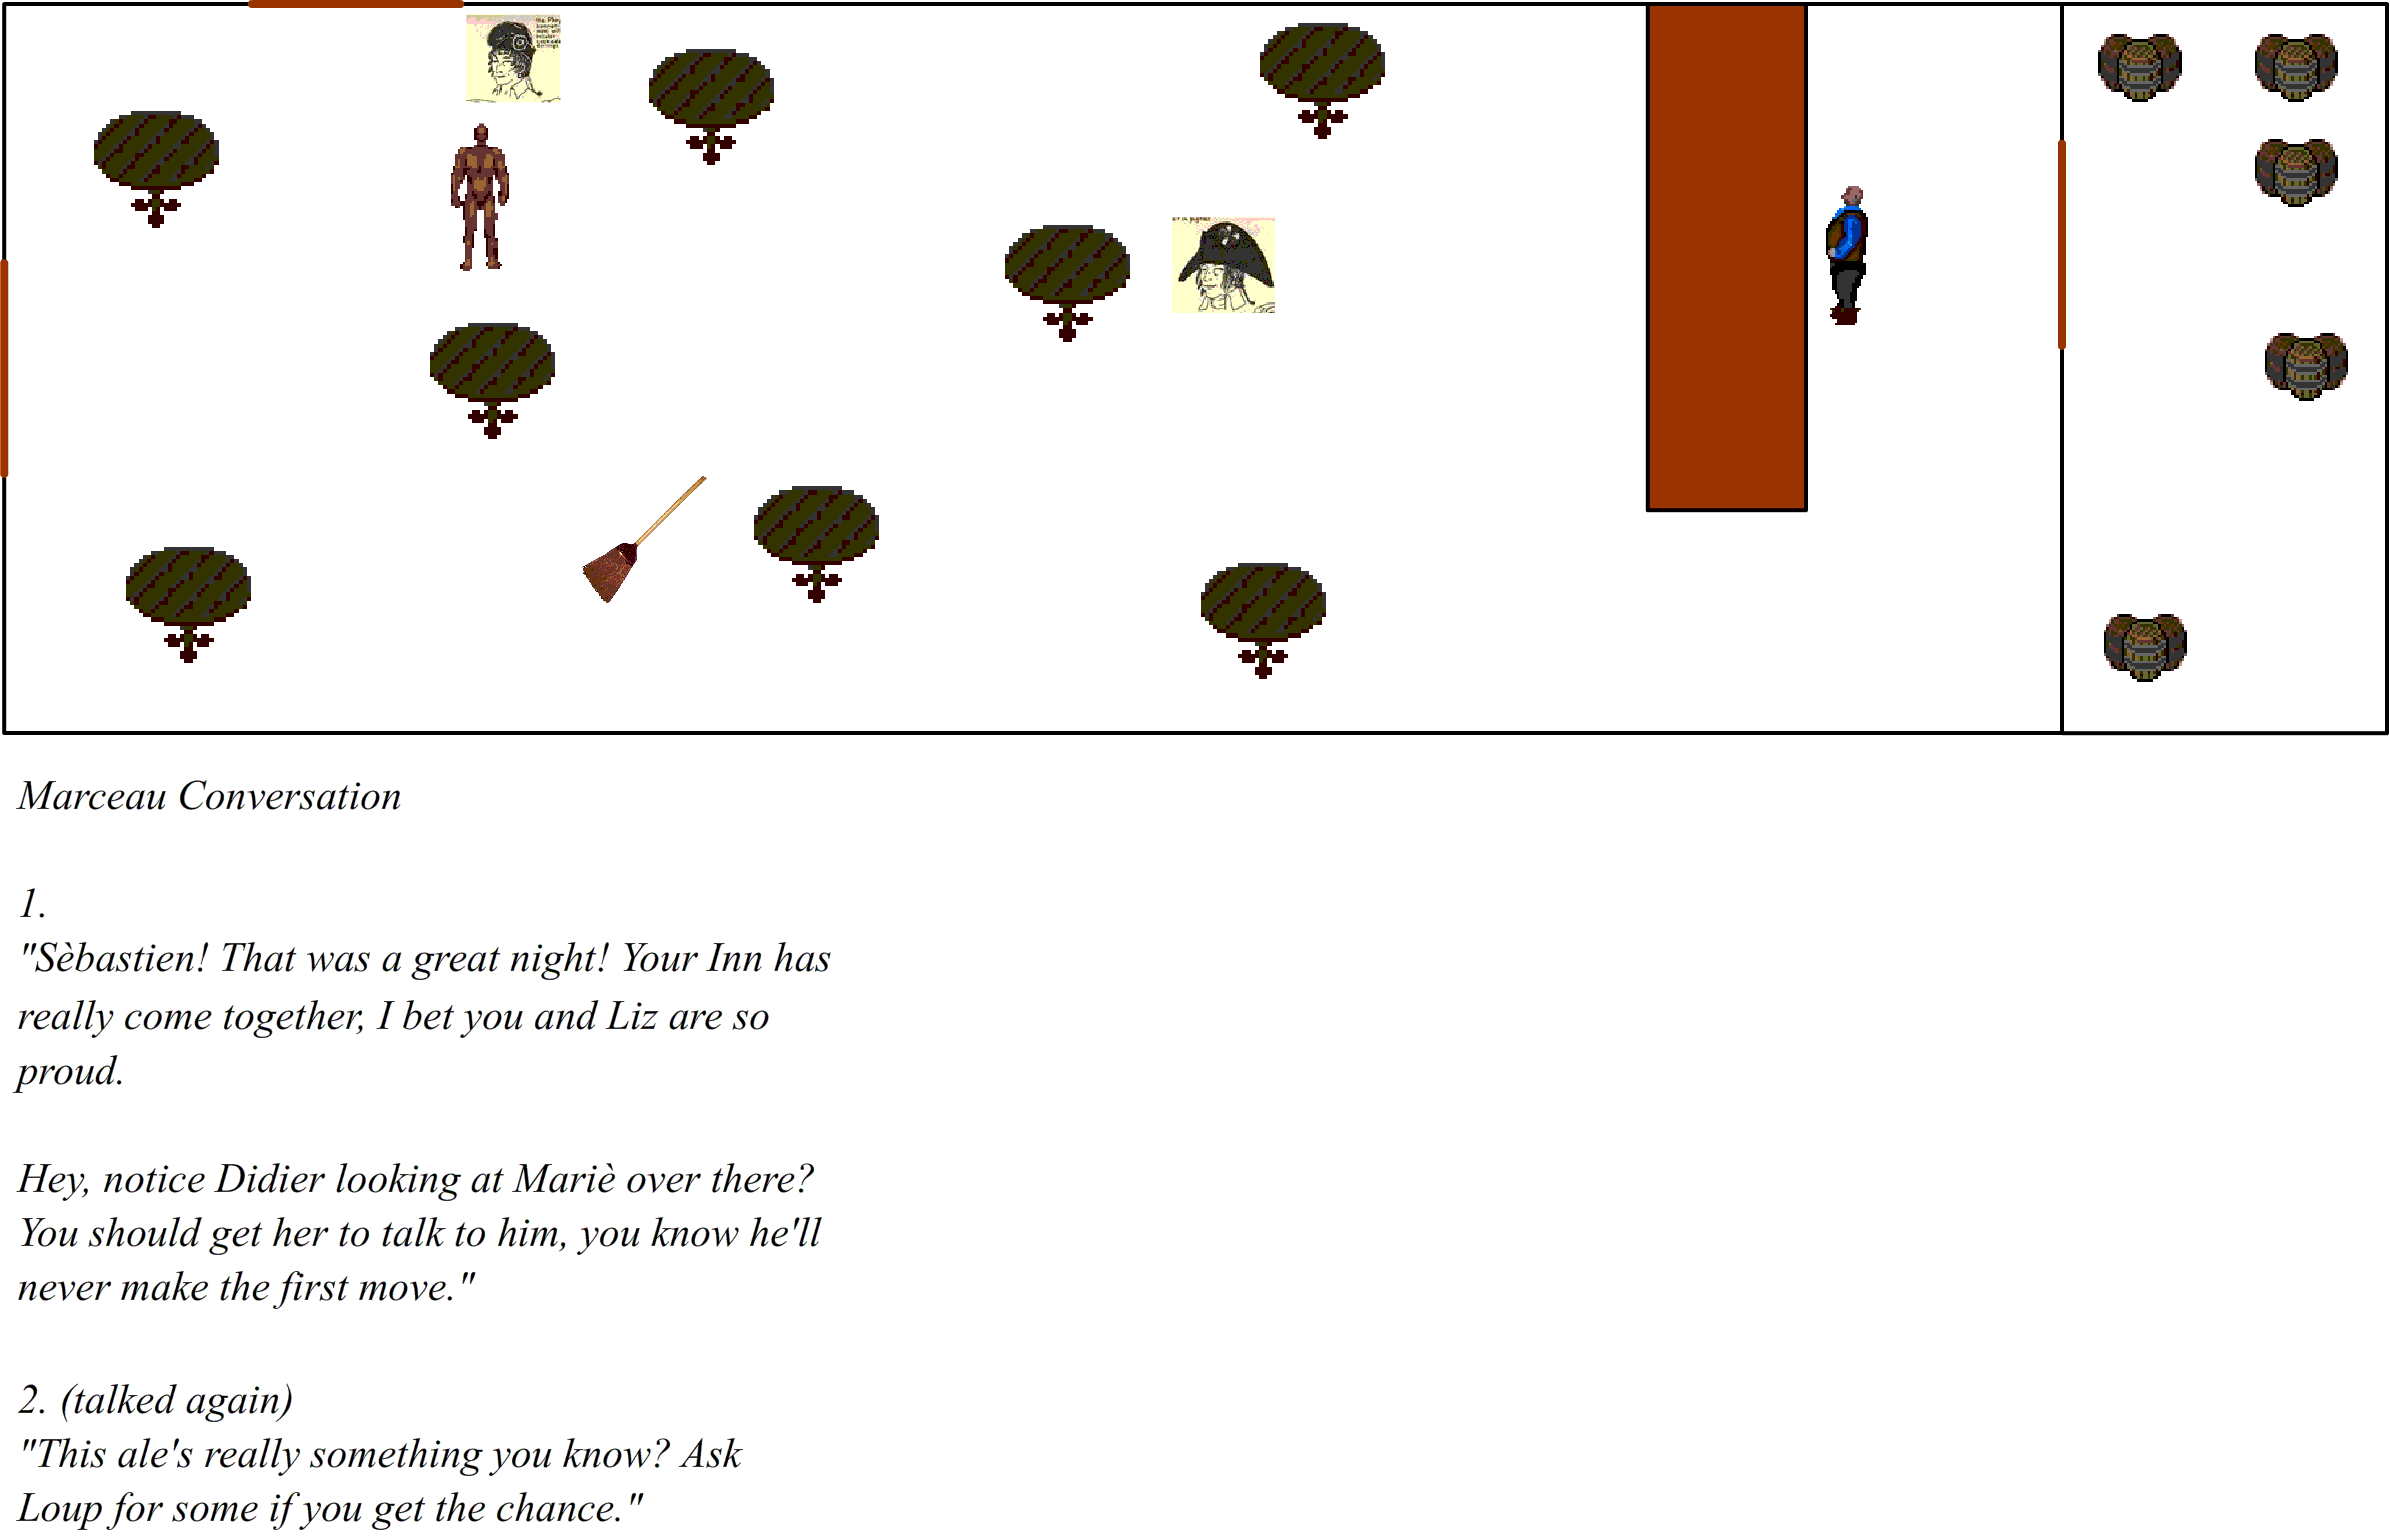 Marceau Conversation
1.
"Sèbastien! That was a great night! Your Inn has
really come together, I bet you and Liz are so
proud.
Hey, notice Didier looking at Mariè over there?
You should get her to talk to him, you know he'll
never make the first move."
2. (talked again)
"This ale's really something you know? Ask
Loup for some if you get the chance."